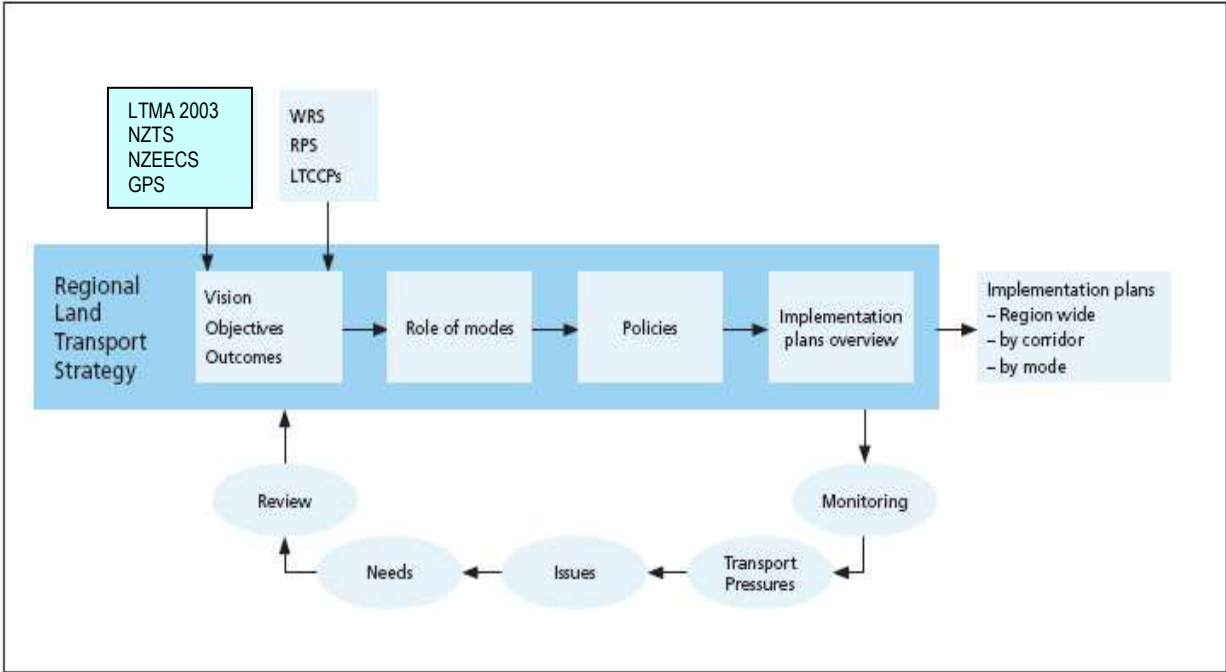 LTMA 2003
NZTS
NZEECS
GPS
WRS
RPS
LTCCPs
Regional
Land
Transport
Strategy
Vision
Objectives
Outcomes
Role of modes
Policies
Implementation
plans overview
Implementation plans
– Region wide
– by corridor
– by mode
Review
Monitoring
Needs
Issues
Transport
Pressures